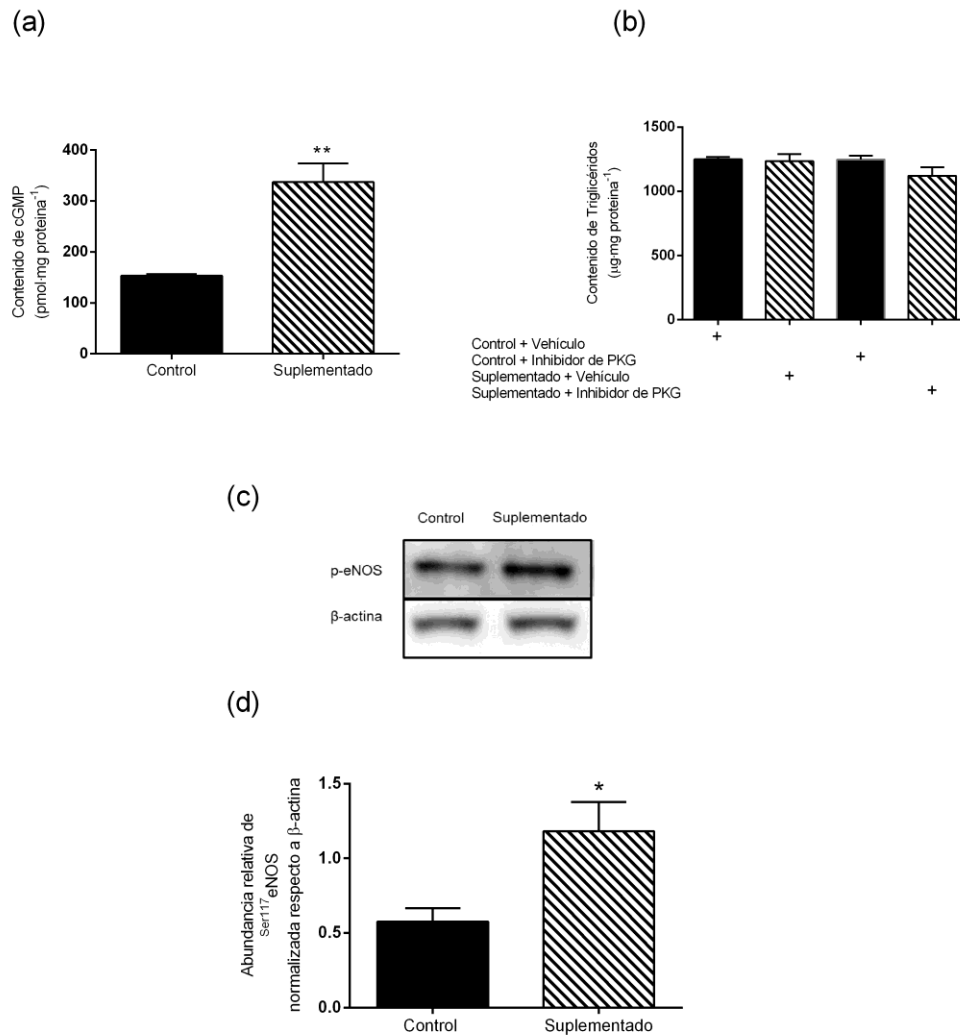 (a)
Contenido de cGMP
(pmol·mg proteina⁻¹)
400
300
200
100
0
**
Control
Suplementado
(b)
Contenido de Triglicéridos
(µg·mg proteina⁻¹)
1500
1000
500
0
Control + Vehículo
+
Control + Inhibidor de PKG
+
Suplementado + Vehículo
+
Suplementado + Inhibidor de PKG
+
(c)
Control
Suplementado
p-eNOS
β-actina
(d)
Abundancia relativa de
Ser117eNOS
normalizada respecto a β-actina
1.5
1.0
0.5
0.0
*
Control
Suplementado